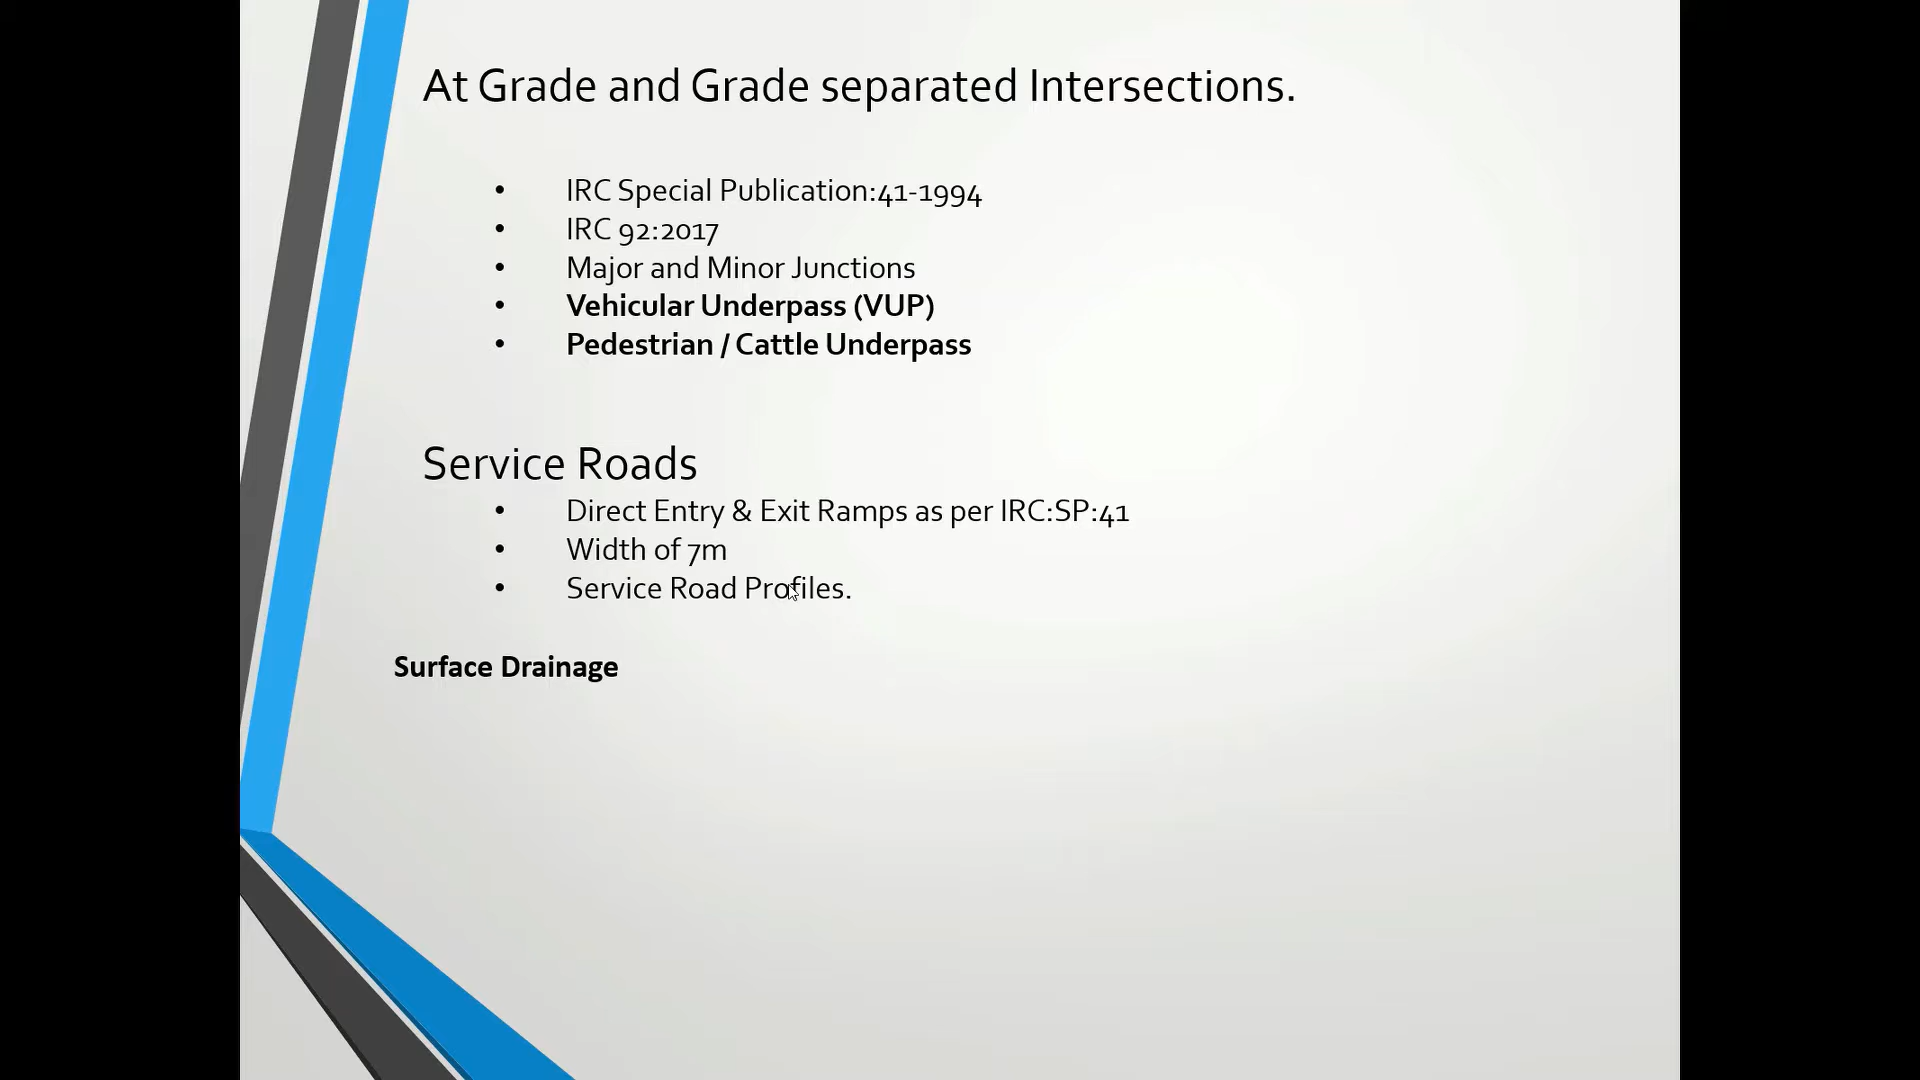 At Grade and Grade separated Intersections.
• IRC Special Publication:41-1994
• IRC 92:2017
• Major and Minor Junctions
• Vehicular Underpass (VUP)
• Pedestrian / Cattle Underpass
Service Roads
• Direct Entry & Exit Ramps as per IRC:SP:41
• Width of 7m
• Service Road Profiles.
Surface Drainage